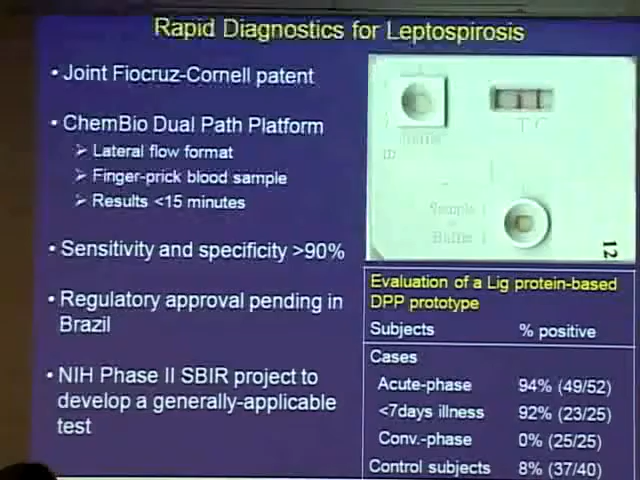 Rapid Diagnostics for Leptospirosis
• Joint Fiocruz-Cornell patent
• ChemBio Dual Path Platform
➢ Lateral flow format
➢ Finger-prick blood sample
➢ Results <15 minutes
• Sensitivity and specificity >90%
• Regulatory approval pending in
Brazil
• NIH Phase II SBIR project to
develop a generally-applicable
test
T C
Buffer
ID
Sample
Buffer
12
Evaluation of a Lig protein-based
DPP prototype
Subjects % positive
Cases
Acute-phase 94% (49/52)
<7days illness 92% (23/25)
Conv.-phase 0% (25/25)
Control subjects 8% (37/40)